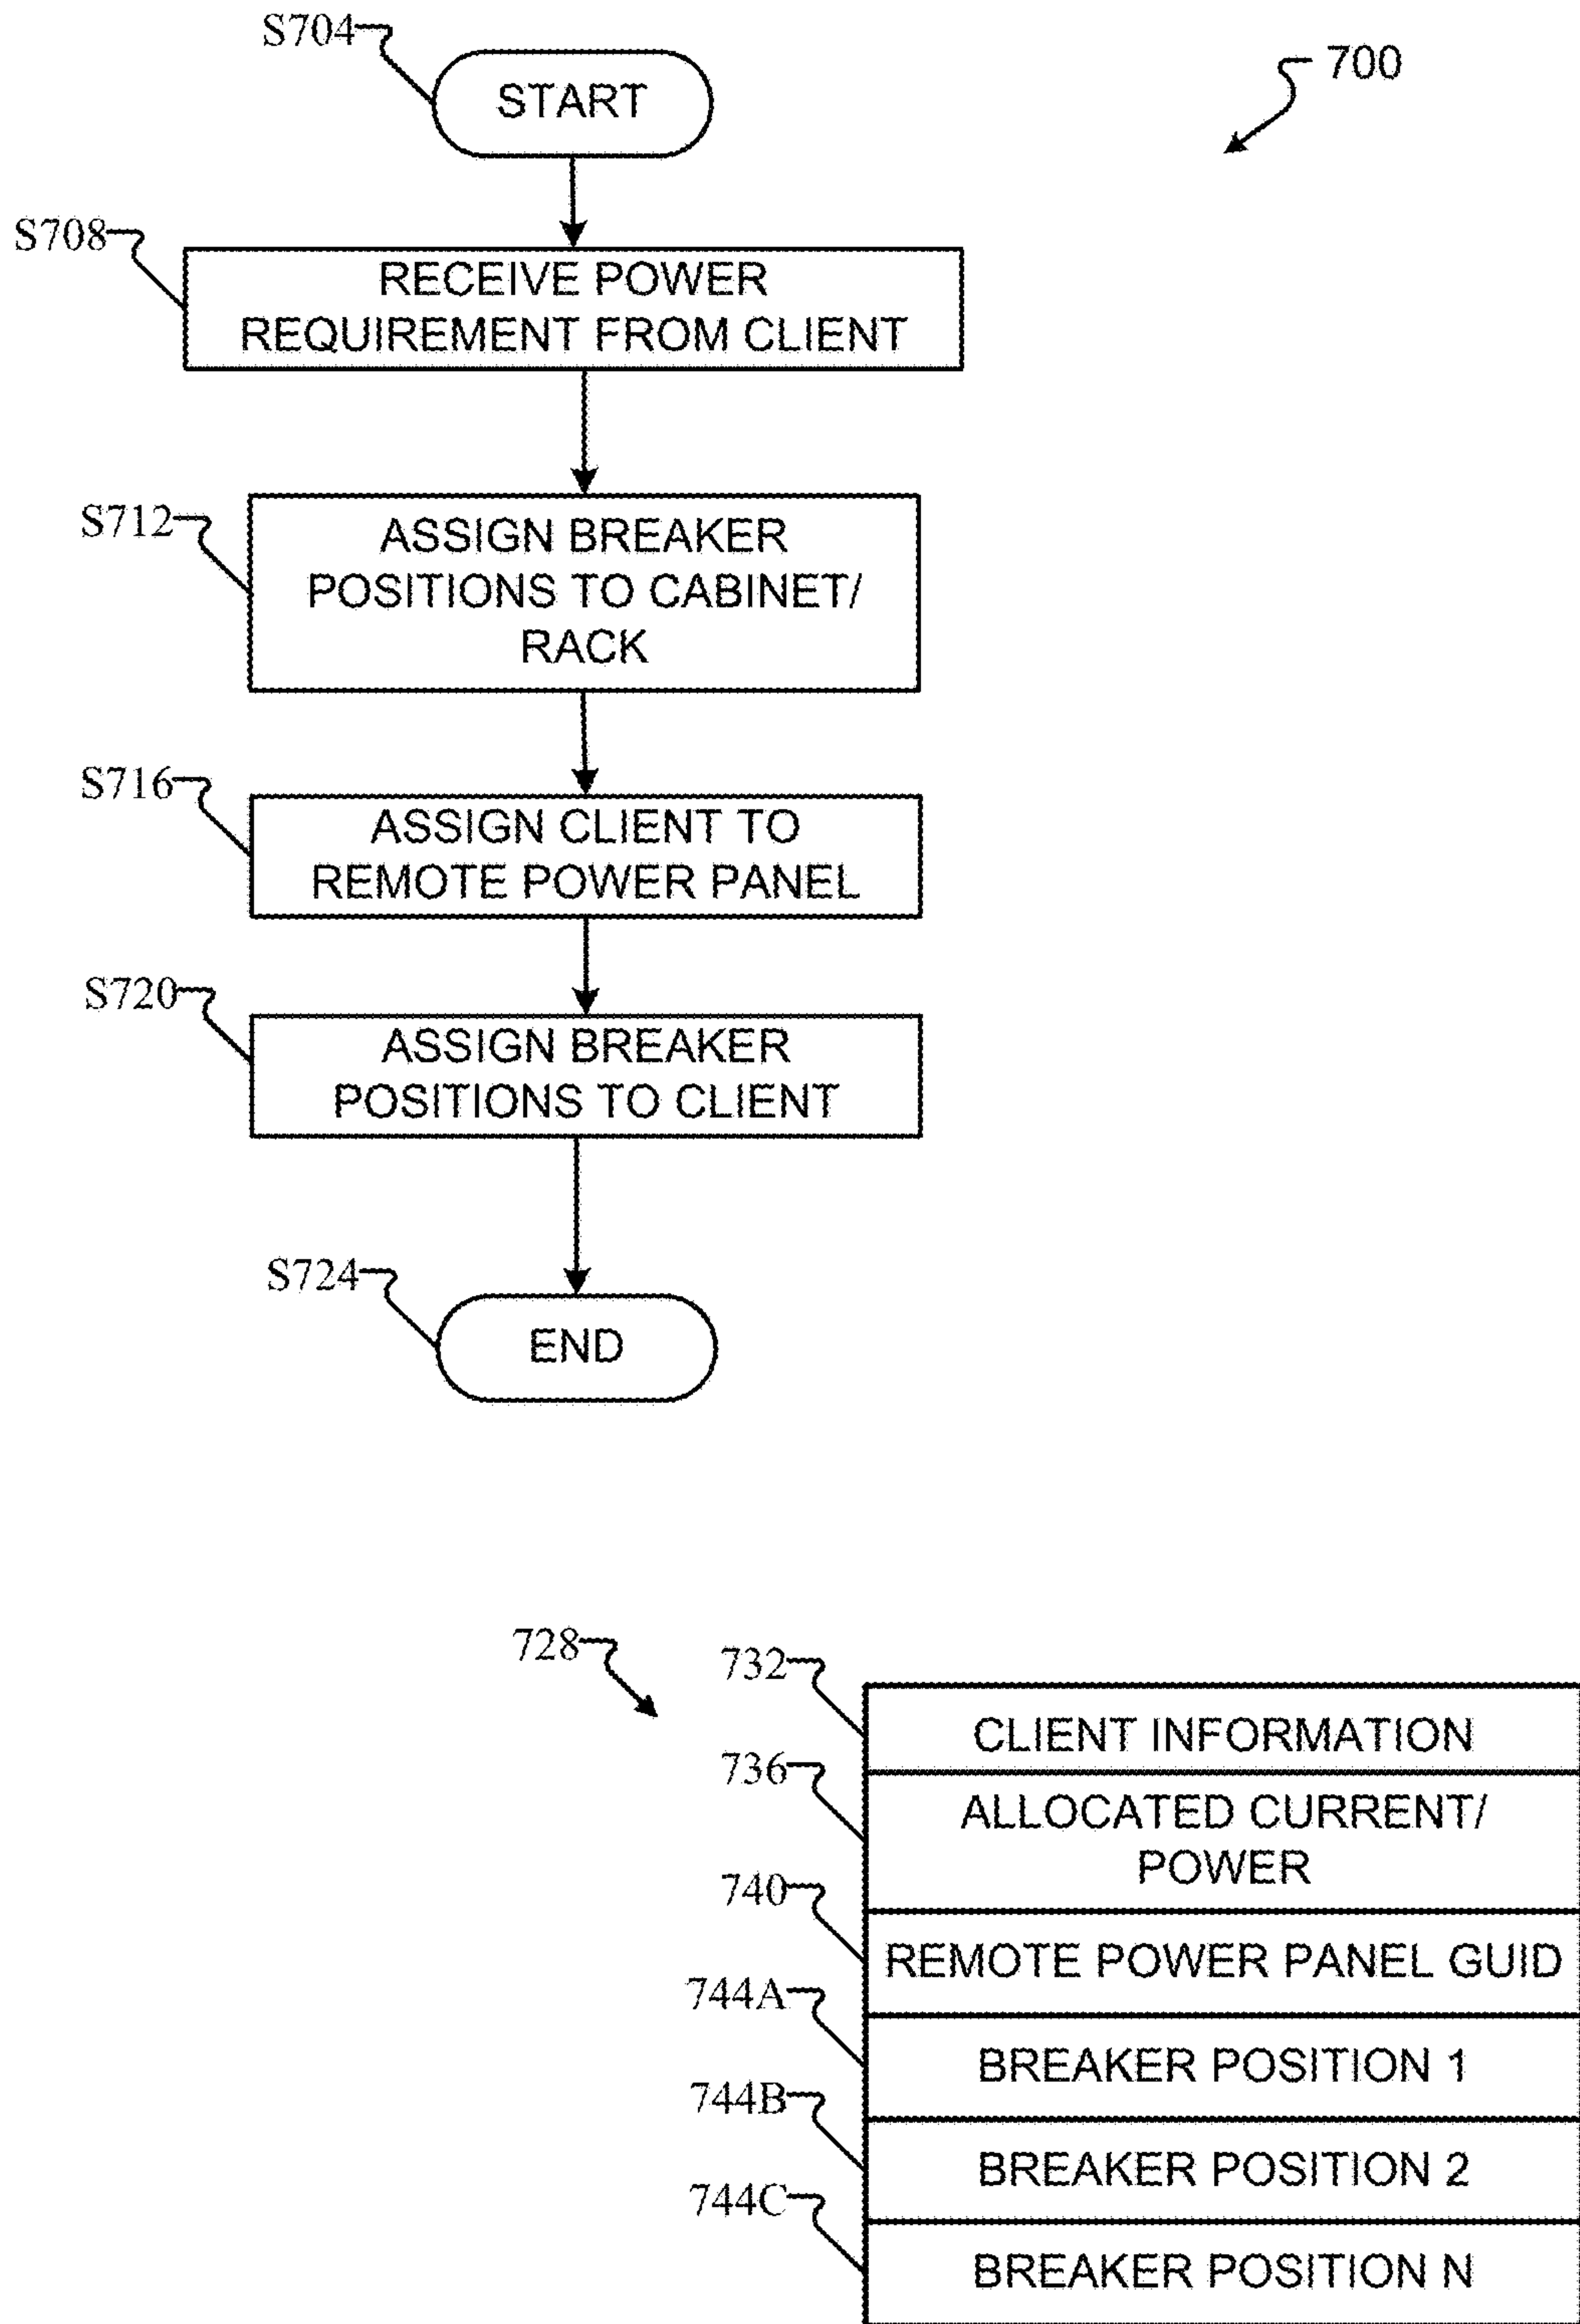 S704
START
700
S708
RECEIVE POWER
REQUIREMENT FROM CLIENT
S712
ASSIGN BREAKER
POSITIONS TO CABINET/
RACK
S716
ASSIGN CLIENT TO
REMOTE POWER PANEL
S720
ASSIGN BREAKER
POSITIONS TO CLIENT
S724
END
728
732
CLIENT INFORMATION
736
ALLOCATED CURRENT/
POWER
740
REMOTE POWER PANEL GUID
744A
BREAKER POSITION 1
744B
BREAKER POSITION 2
744C
BREAKER POSITION N